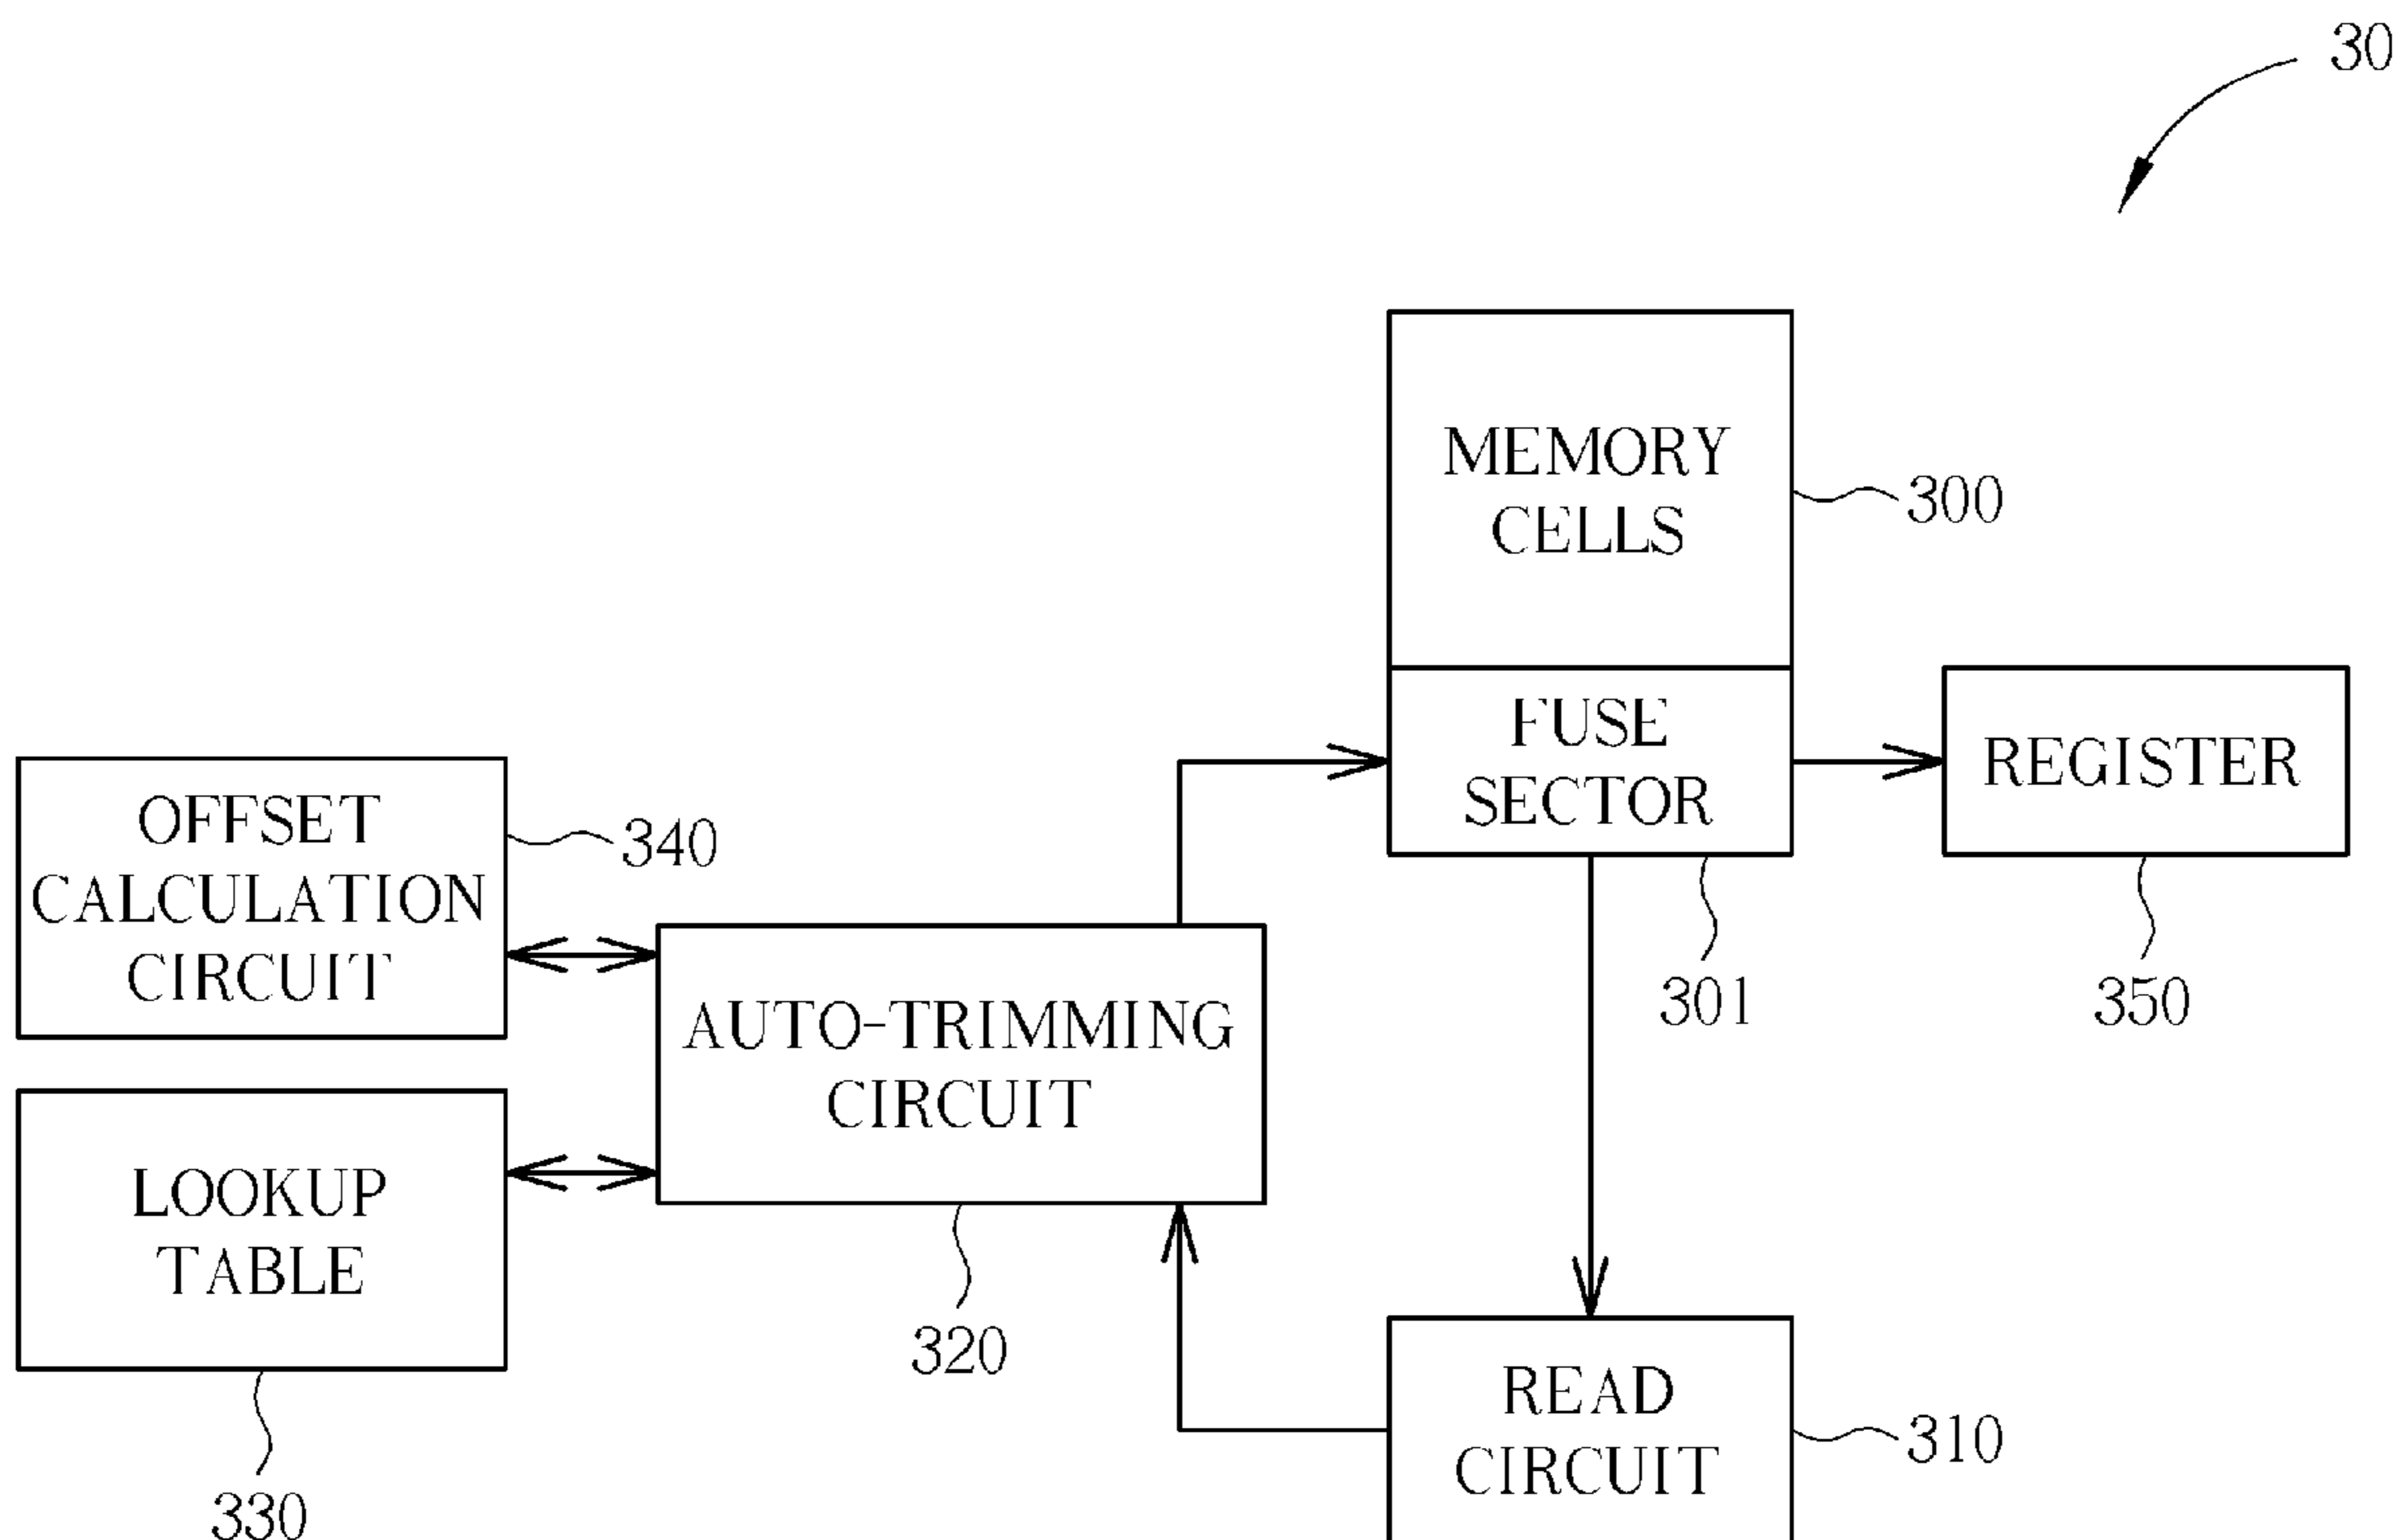 30
MEMORY
CELLS
300
FUSE
SECTOR
REGISTER
OFFSET
CALCULATION
CIRCUIT
340
301
350
AUTO-TRIMMING
CIRCUIT
LOOKUP
TABLE
320
READ
CIRCUIT
310
330